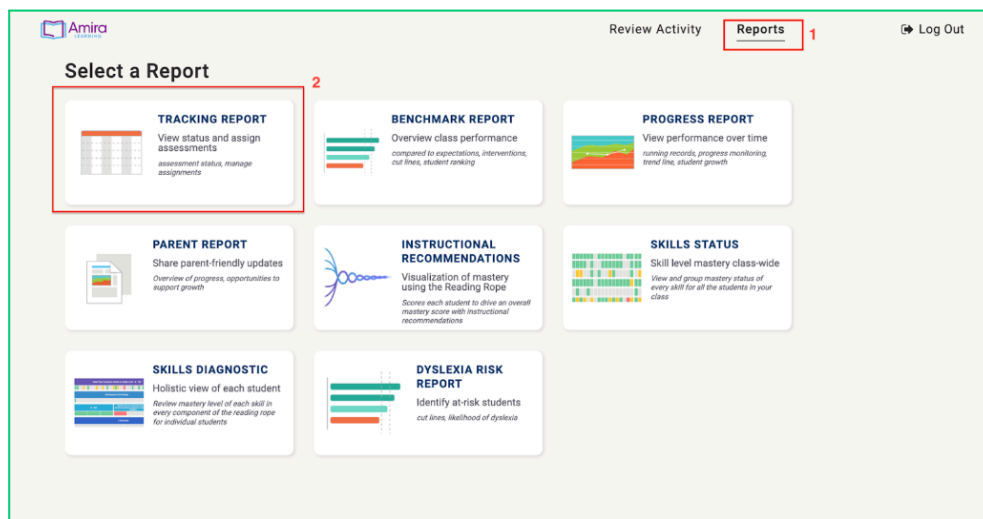 Amira
LEARNING
Review Activity
Reports
1
Log Out
Select a Report
2
TRACKING REPORT
View status and assign
assessments
assessment status, manage
assignments
BENCHMARK REPORT
Overview class performance
compared to expectations, interventions,
cut lines, student ranking
PROGRESS REPORT
View performance over time
running records, progress monitoring,
trend line, student growth
PARENT REPORT
Share parent-friendly updates
Overview of progress, opportunities to
support growth
INSTRUCTIONAL
RECOMMENDATIONS
Visualization of mastery
using the Reading Rope
Scores each student to drive an overall
mastery score with instructional
recommendations
SKILLS STATUS
Skill level mastery class-wide
View and group mastery status of
every skill for all the students in your
class
SKILLS DIAGNOSTIC
Holistic view of each student
Review mastery level of each skill in
every component of the reading rope
for individual students
DYSLEXIA RISK
REPORT
Identify at-risk students
cut lines, likelihood of dyslexia